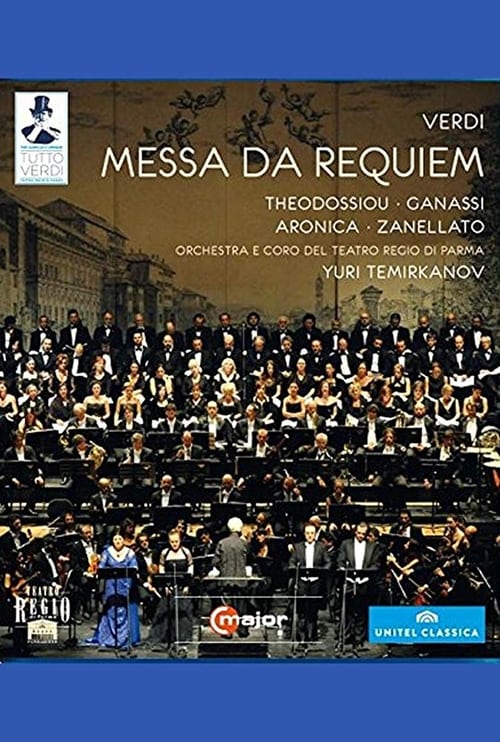 VERDI
MESSA DA REQUIEM
THEODOSSIOU · GANASSI
ARONICA · ZANELLATO
ORCHESTRA E CORO DEL TEATRO REGIO DI PARMA
YURI TEMIRKANOV
TUTTO
VERDI
TEATRO
REGIO
C major
UNITEL CLASSICA